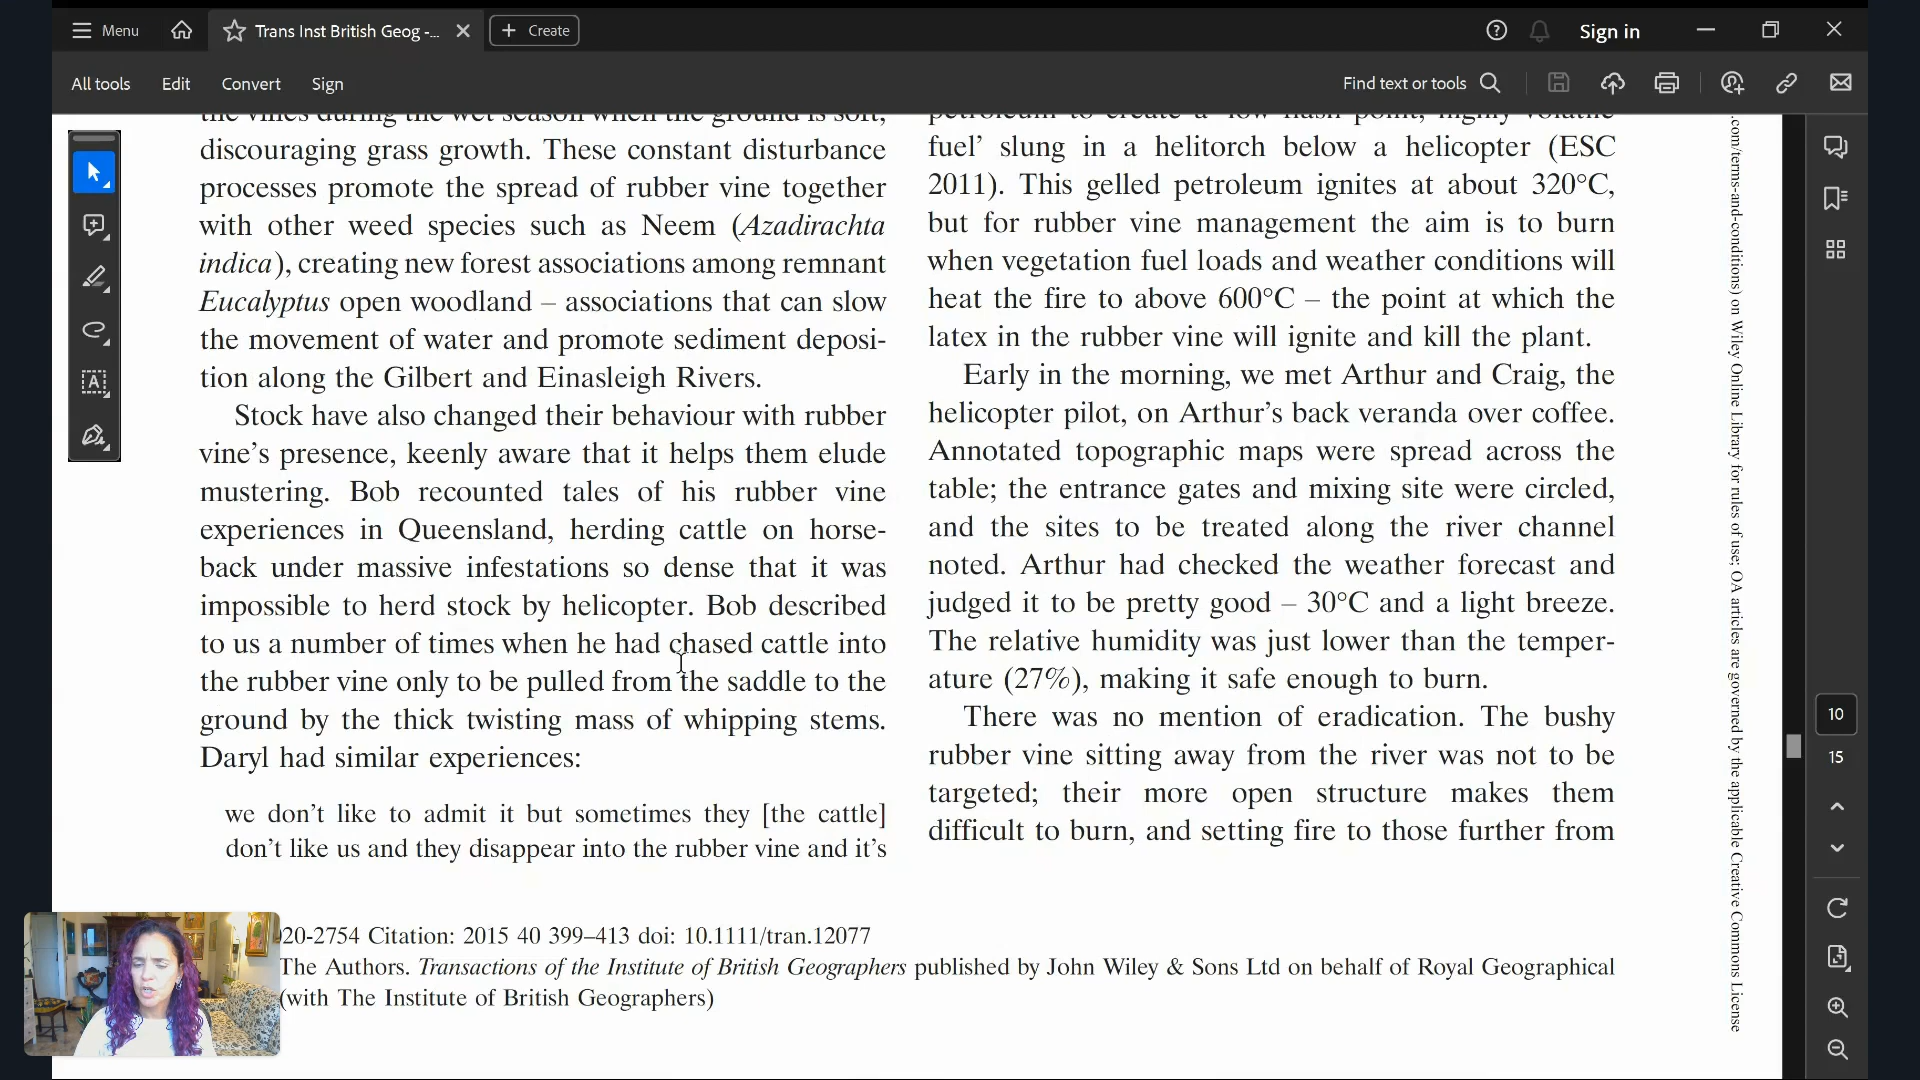 Menu
Trans Inst British Geog -...
Create
Sign in
All tools
Edit
Convert
Sign
Find text or tools
the vines during the wet season when the ground is soft,
discouraging grass growth. These constant disturbance
processes promote the spread of rubber vine together
with other weed species such as Neem (Azadirachta
indica), creating new forest associations among remnant
Eucalyptus open woodland – associations that can slow
the movement of water and promote sediment deposi-
tion along the Gilbert and Einasleigh Rivers.
Stock have also changed their behaviour with rubber
vine's presence, keenly aware that it helps them elude
mustering. Bob recounted tales of his rubber vine
experiences in Queensland, herding cattle on horse-
back under massive infestations so dense that it was
impossible to herd stock by helicopter. Bob described
to us a number of times when he had chased cattle into
the rubber vine only to be pulled from the saddle to the
ground by the thick twisting mass of whipping stems.
Daryl had similar experiences:
we don't like to admit it but sometimes they [the cattle]
don't like us and they disappear into the rubber vine and it's
petroleum to create a 'low flash point, highly volatile
fuel' slung in a helitorch below a helicopter (ESC
2011). This gelled petroleum ignites at about 320°C,
but for rubber vine management the aim is to burn
when vegetation fuel loads and weather conditions will
heat the fire to above 600°C – the point at which the
latex in the rubber vine will ignite and kill the plant.
Early in the morning, we met Arthur and Craig, the
helicopter pilot, on Arthur's back veranda over coffee.
Annotated topographic maps were spread across the
table; the entrance gates and mixing site were circled,
and the sites to be treated along the river channel
noted. Arthur had checked the weather forecast and
judged it to be pretty good – 30°C and a light breeze.
The relative humidity was just lower than the temper-
ature (27%), making it safe enough to burn.
There was no mention of eradication. The bushy
rubber vine sitting away from the river was not to be
targeted; their more open structure makes them
difficult to burn, and setting fire to those further from
20-2754 Citation: 2015 40 399–413 doi: 10.1111/tran.12077
The Authors. Transactions of the Institute of British Geographers published by John Wiley & Sons Ltd on behalf of Royal Geographical
(with The Institute of British Geographers)
.com/terms-and-conditions) on Wiley Online Library for rules of use; OA articles are governed by the applicable Creative Commons License
10
15